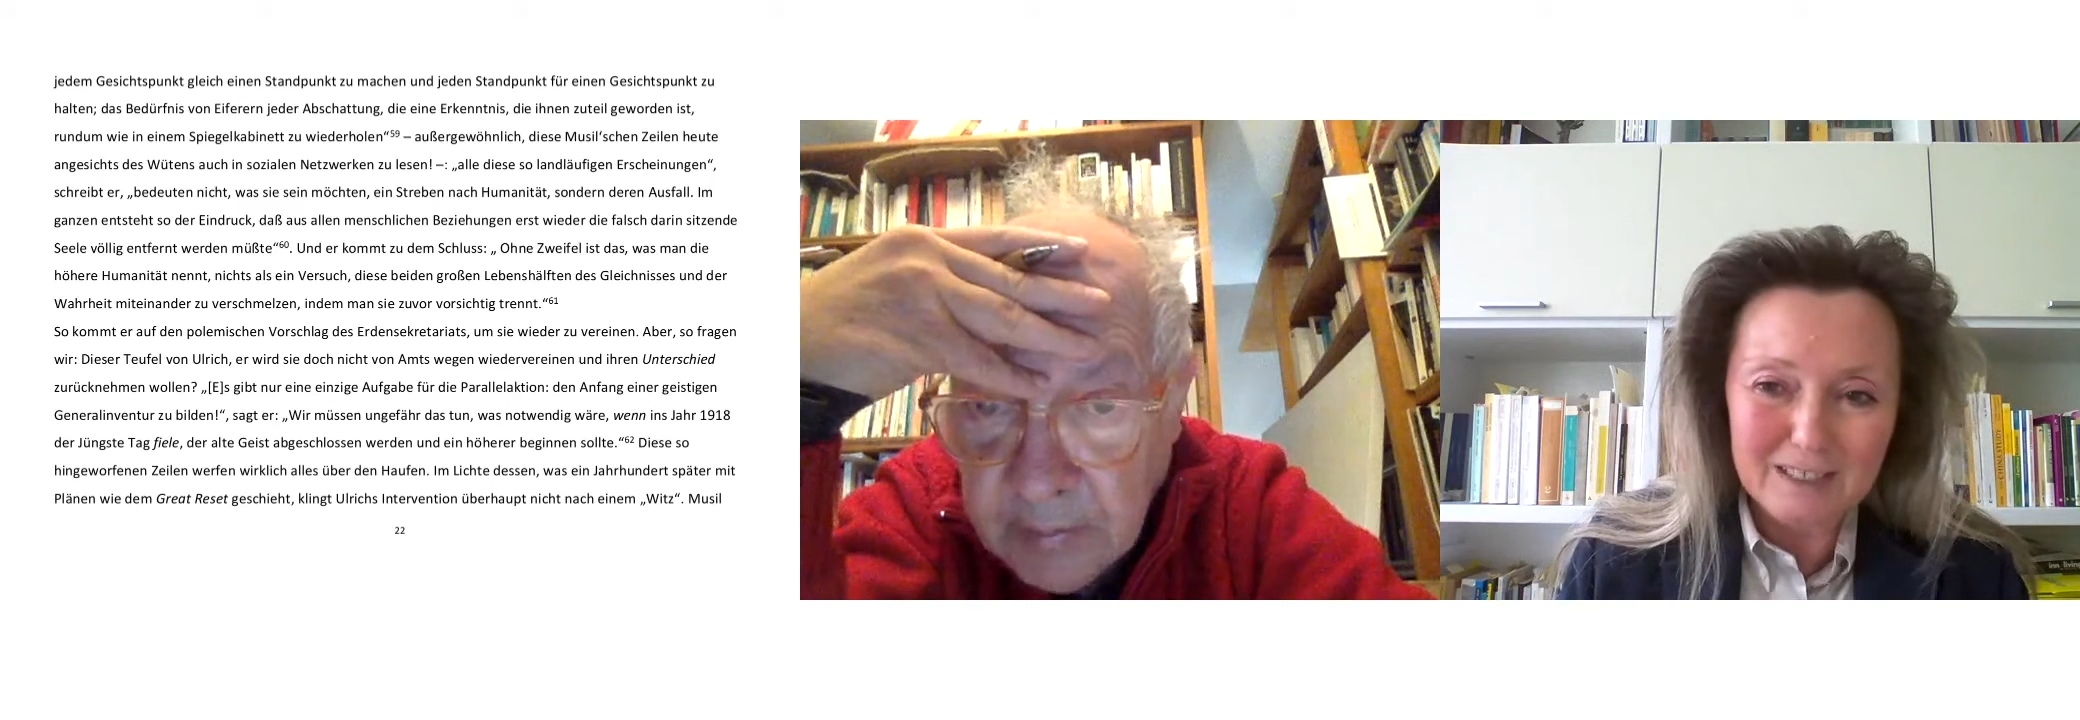 jedem Gesichtspunkt gleich einen Standpunkt zu machen und jeden Standpunkt für einen Gesichtspunkt zu
halten; das Bedürfnis von Eiferern jeder Abschattung, die eine Erkenntnis, die ihnen zuteil geworden ist,
rundum wie in einem Spiegelkabinett zu wiederholen“59 – außergewöhnlich, diese Musil‘schen Zeilen heute
angesichts des Wütens auch in sozialen Netzwerken zu lesen! –: „alle diese so landläufigen Erscheinungen“,
schreibt er, „bedeuten nicht, was sie sein möchten, ein Streben nach Humanität, sondern deren Ausfall. Im
ganzen entsteht so der Eindruck, daß aus allen menschlichen Beziehungen erst wieder die falsch darin sitzende
Seele völlig entfernt werden müßte“60. Und er kommt zu dem Schluss: „ Ohne Zweifel ist das, was man die
höhere Humanität nennt, nichts als ein Versuch, diese beiden großen Lebenshälften des Gleichnisses und der
Wahrheit miteinander zu verschmelzen, indem man sie zuvor vorsichtig trennt.“61
So kommt er auf den polemischen Vorschlag des Erdensekretariats, um sie wieder zu vereinen. Aber, so fragen
wir: Dieser Teufel von Ulrich, er wird sie doch nicht von Amts wegen wiedervereinen und ihren Unterschied
zurücknehmen wollen? „[E]s gibt nur eine einzige Aufgabe für die Parallelaktion: den Anfang einer geistigen
Generalinventur zu bilden!“, sagt er: „Wir müssen ungefähr das tun, was notwendig wäre, wenn ins Jahr 1918
der Jüngste Tag fiele, der alte Geist abgeschlossen werden und ein höherer beginnen sollte.“62 Diese so
hingeworfenen Zeilen werfen wirklich alles über den Haufen. Im Lichte dessen, was ein Jahrhundert später mit
Plänen wie dem Great Reset geschieht, klingt Ulrichs Intervention überhaupt nicht nach einem „Witz“. Musil
22